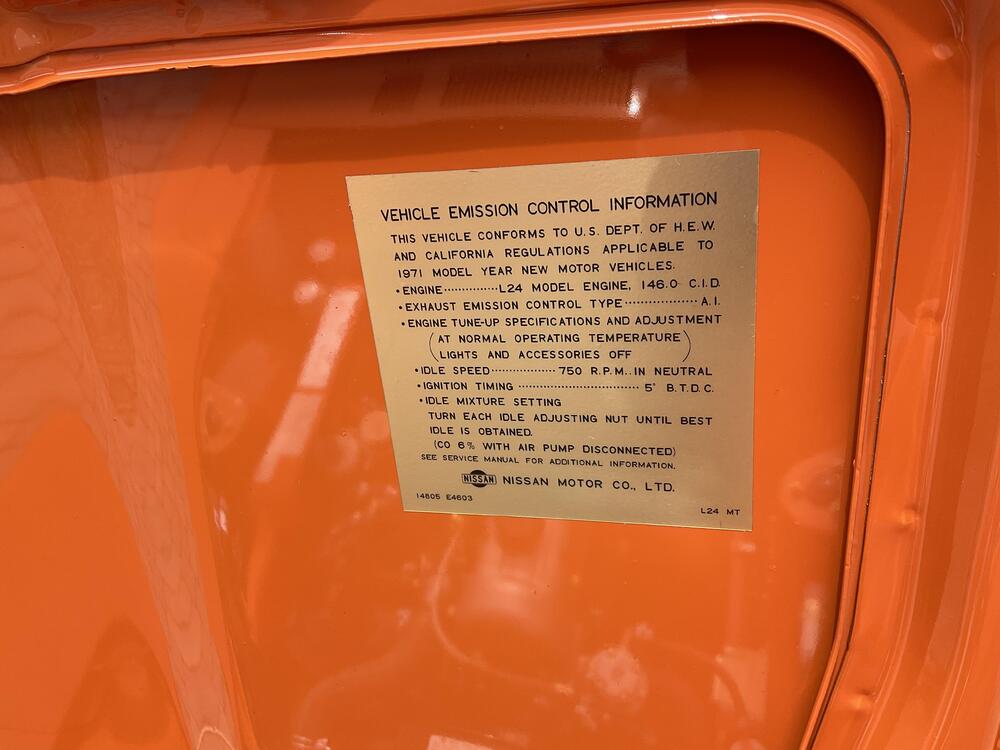 VEHICLE EMISSION CONTROL INFORMATION
THIS VEHICLE CONFORMS TO U.S. DEPT. OF H.E.W.
AND CALIFORNIA REGULATIONS APPLICABLE TO
1971 MODEL YEAR NEW MOTOR VEHICLES.
•ENGINE·············L24 MODEL ENGINE, 146.0 C.I.D.
•EXHAUST EMISSION CONTROL TYPE·················A.I.
•ENGINE TUNE-UP SPECIFICATIONS AND ADJUSTMENT
(AT NORMAL OPERATING TEMPERATURE
LIGHTS AND ACCESSORIES OFF)
•IDLE SPEED·················750 R.P.M..IN NEUTRAL
•IGNITION TIMING ······························ 5° B.T.D.C.
•IDLE MIXTURE SETTING
TURN EACH IDLE ADJUSTING NUT UNTIL BEST
IDLE IS OBTAINED.
(CO 6% WITH AIR PUMP DISCONNECTED)
SEE SERVICE MANUAL FOR ADDITIONAL INFORMATION.
NISSAN NISSAN MOTOR CO., LTD.
14805 E4603
L24 MT